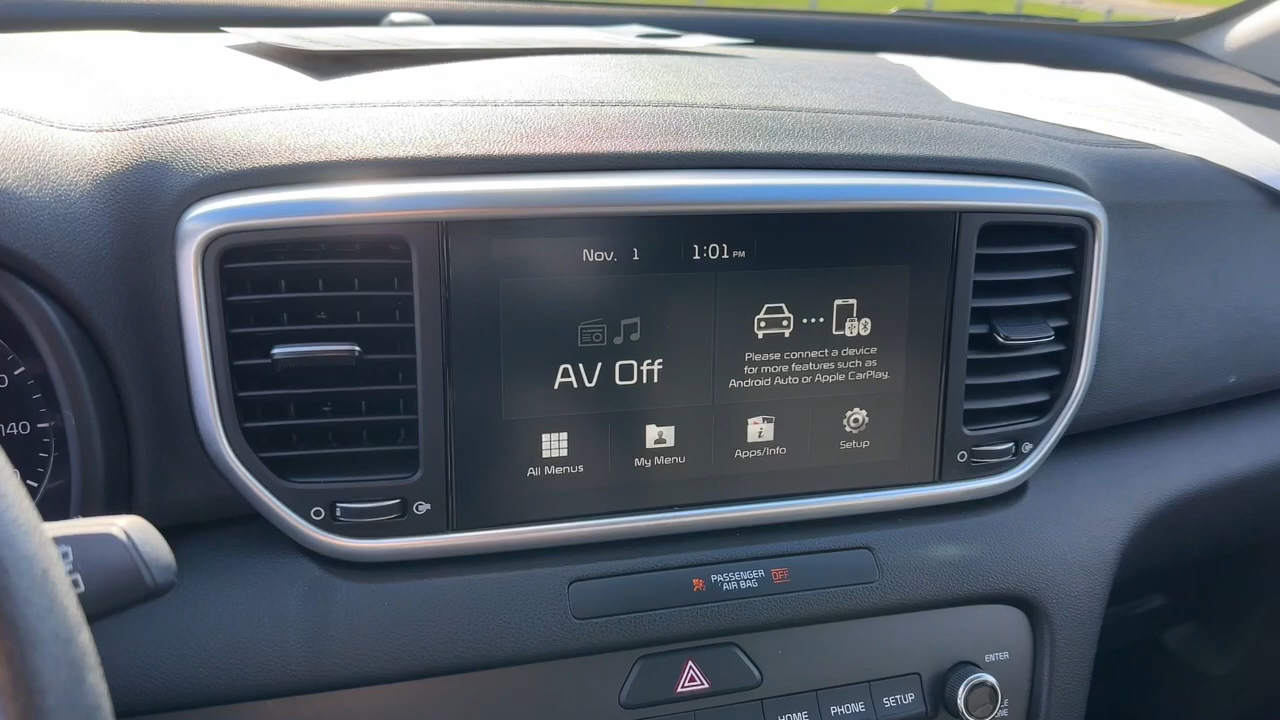 Nov. 1 1:01 PM
AV Off
Please connect a device
for more features such as
Android Auto or Apple CarPlay.
All Menus
My Menu
Apps/Info
Setup
140
PASSENGER
AIR BAG
OFF
ENTER
HOME
PHONE
SETUP